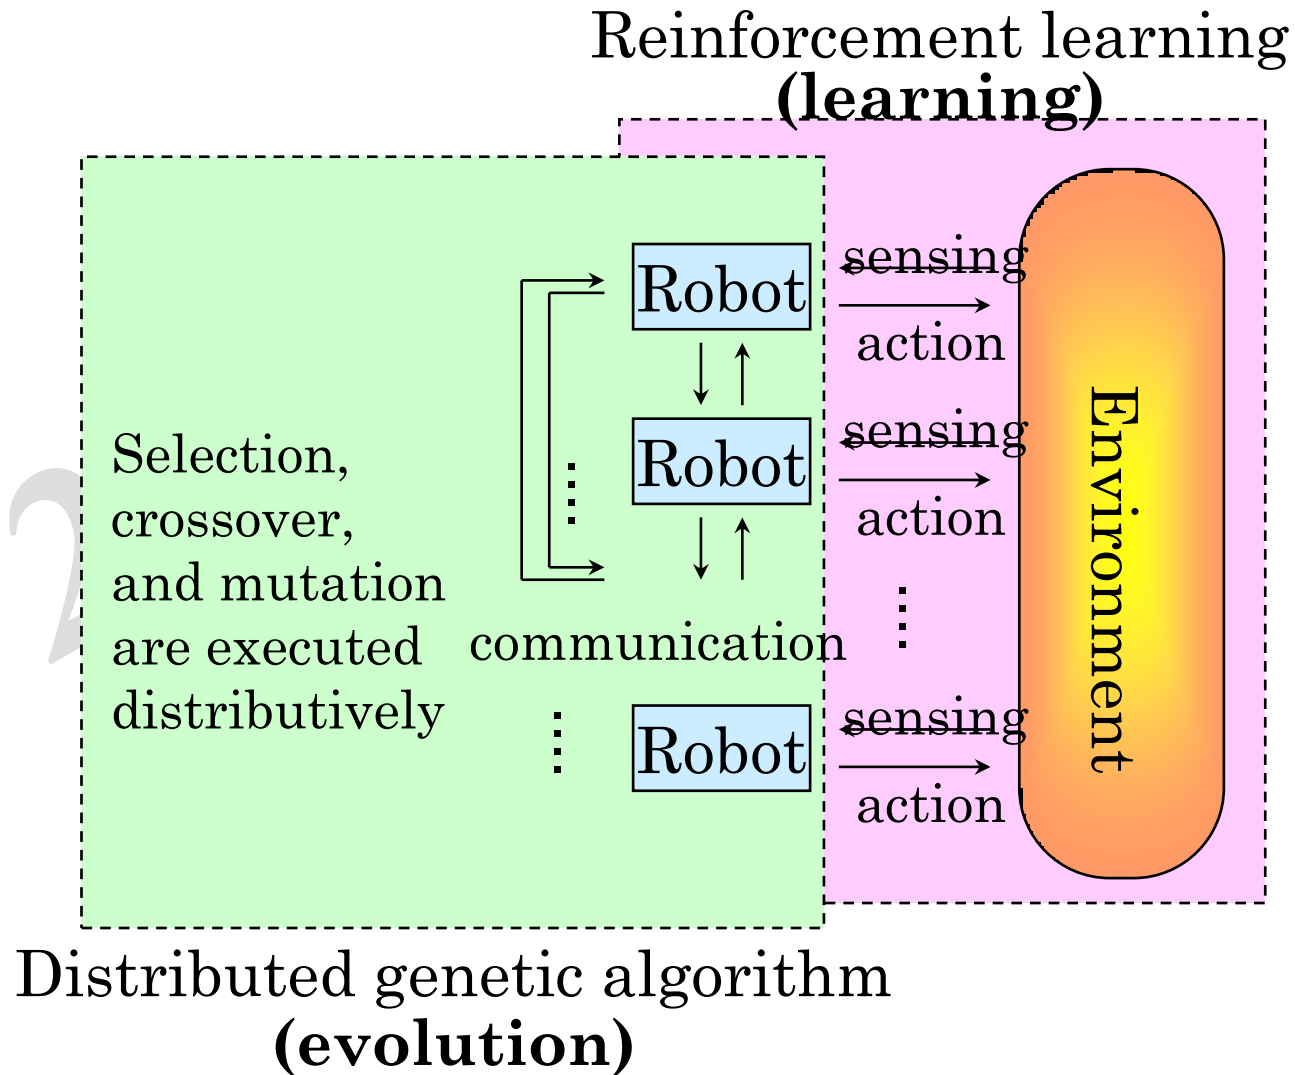 Reinforcement learning
(learning)
Robot
sensing
action
Robot
sensing
action
Selection,
crossover,
and mutation
are executed
distributively
communication
Robot
sensing
action
Environment
Distributed genetic algorithm
(evolution)